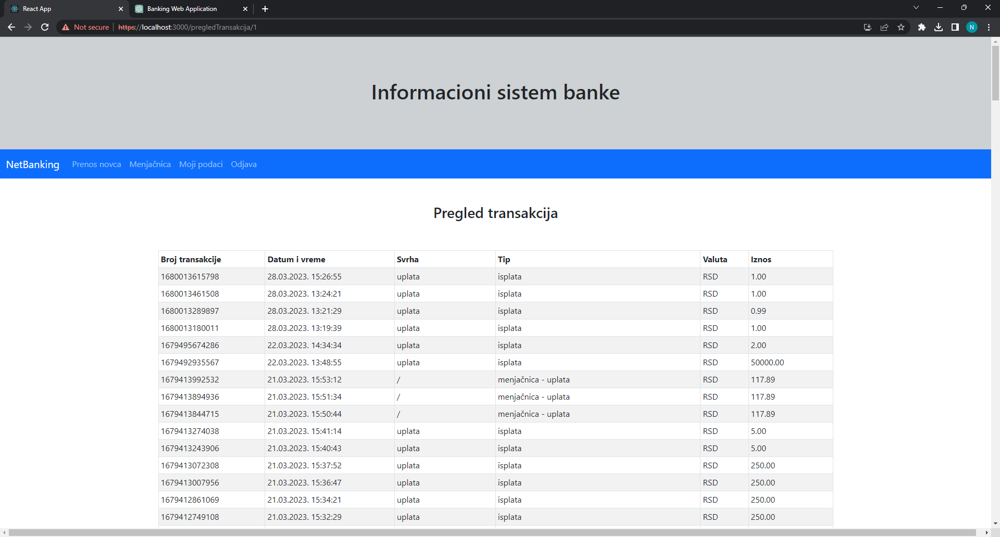 React App
Banking Web Application
Not secure https://localhost:3000/pregledTransakcija/1
N
Informacioni sistem banke
NetBanking Prenos novca Menjačnica Moji podaci Odjava
Pregled transakcija
Broj transakcije Datum i vreme Svrha Tip Valuta Iznos
1680013615798 28.03.2023. 15:26:55 uplata isplata RSD 1.00
1680013461508 28.03.2023. 13:24:21 uplata isplata RSD 1.00
1680013289897 28.03.2023. 13:21:29 uplata isplata RSD 0.99
1680013180011 28.03.2023. 13:19:39 uplata isplata RSD 1.00
1679495674286 22.03.2023. 14:34:34 uplata isplata RSD 2.00
1679492935567 22.03.2023. 13:48:55 uplata isplata RSD 50000.00
1679413992532 21.03.2023. 15:53:12 / menjačnica - uplata RSD 117.89
1679413894936 21.03.2023. 15:51:34 / menjačnica - uplata RSD 117.89
1679413844715 21.03.2023. 15:50:44 / menjačnica - uplata RSD 117.89
1679413274038 21.03.2023. 15:41:14 uplata isplata RSD 5.00
1679413243906 21.03.2023. 15:40:43 uplata isplata RSD 5.00
1679413072308 21.03.2023. 15:37:52 uplata isplata RSD 250.00
1679413007956 21.03.2023. 15:36:47 uplata isplata RSD 250.00
1679412861069 21.03.2023. 15:34:21 uplata isplata RSD 250.00
1679412749108 21.03.2023. 15:32:29 uplata isplata RSD 250.00